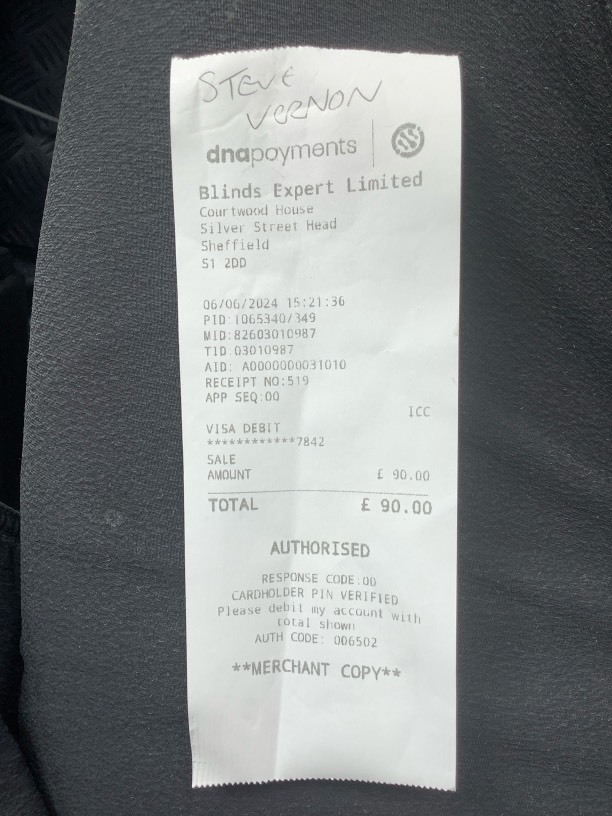 STEVE
VERNON
dnapayments
Blinds Expert Limited
Courtwood House
Silver Street Head
Sheffield
S1 2DD
06/06/2024 15:21:36
PID:1065340/349
MID:82603010987
TID 03010987
AID: A0000000031010
RECEIPT NO:519
APP SEQ:00
ICC
VISA DEBIT
************7842
SALE
AMOUNT £ 90.00
TOTAL £ 90.00
AUTHORISED
RESPONSE CODE:00
CARDHOLDER PIN VERIFIED
Please debit my account with
total shown
AUTH CODE: 006502
**MERCHANT COPY**